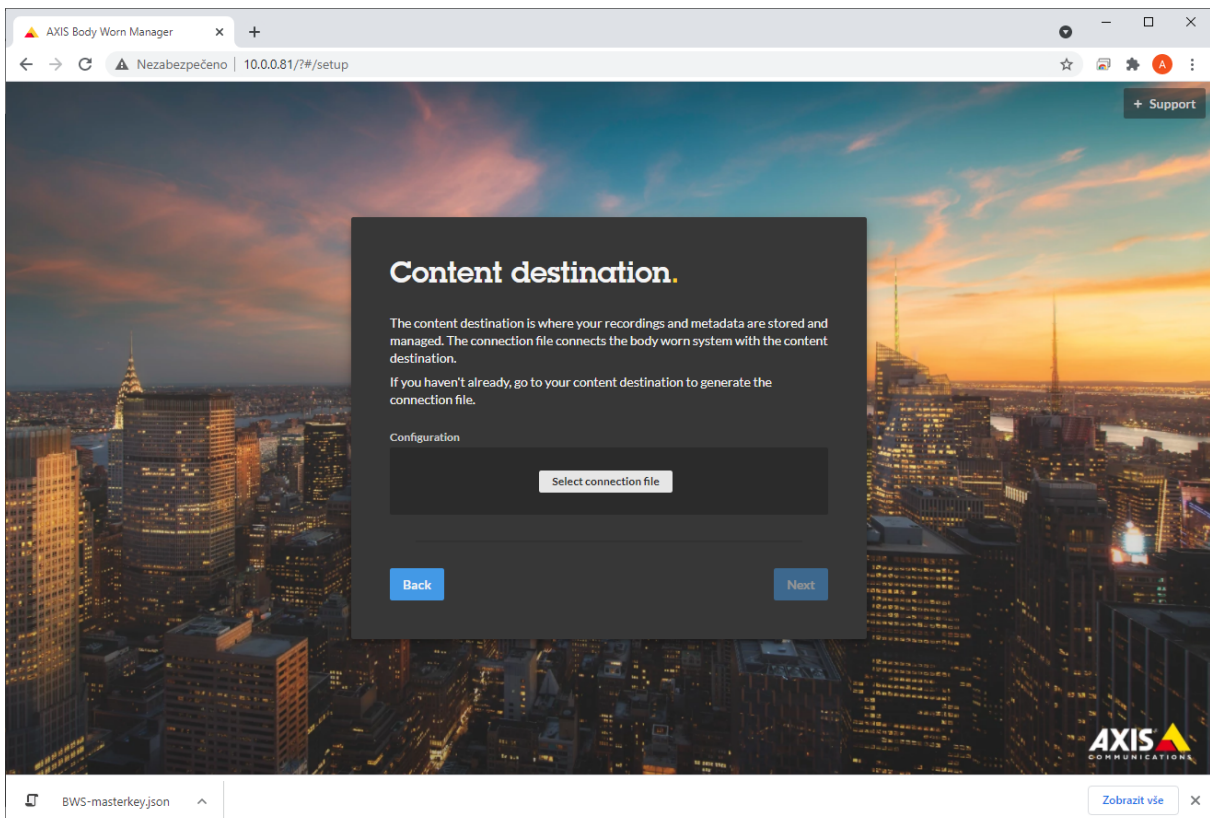 AXIS Body Worn Manager
Nezabezpečeno | 10.0.0.81/?#/setup
A
+ Support
Content destination.
The content destination is where your recordings and metadata are stored and
managed. The connection file connects the body worn system with the content
destination.
If you haven't already, go to your content destination to generate the
connection file.
Configuration
Select connection file
Back
Next
AXIS
COMMUNICATIONS
BWS-masterkey.json
Zobrazit vše